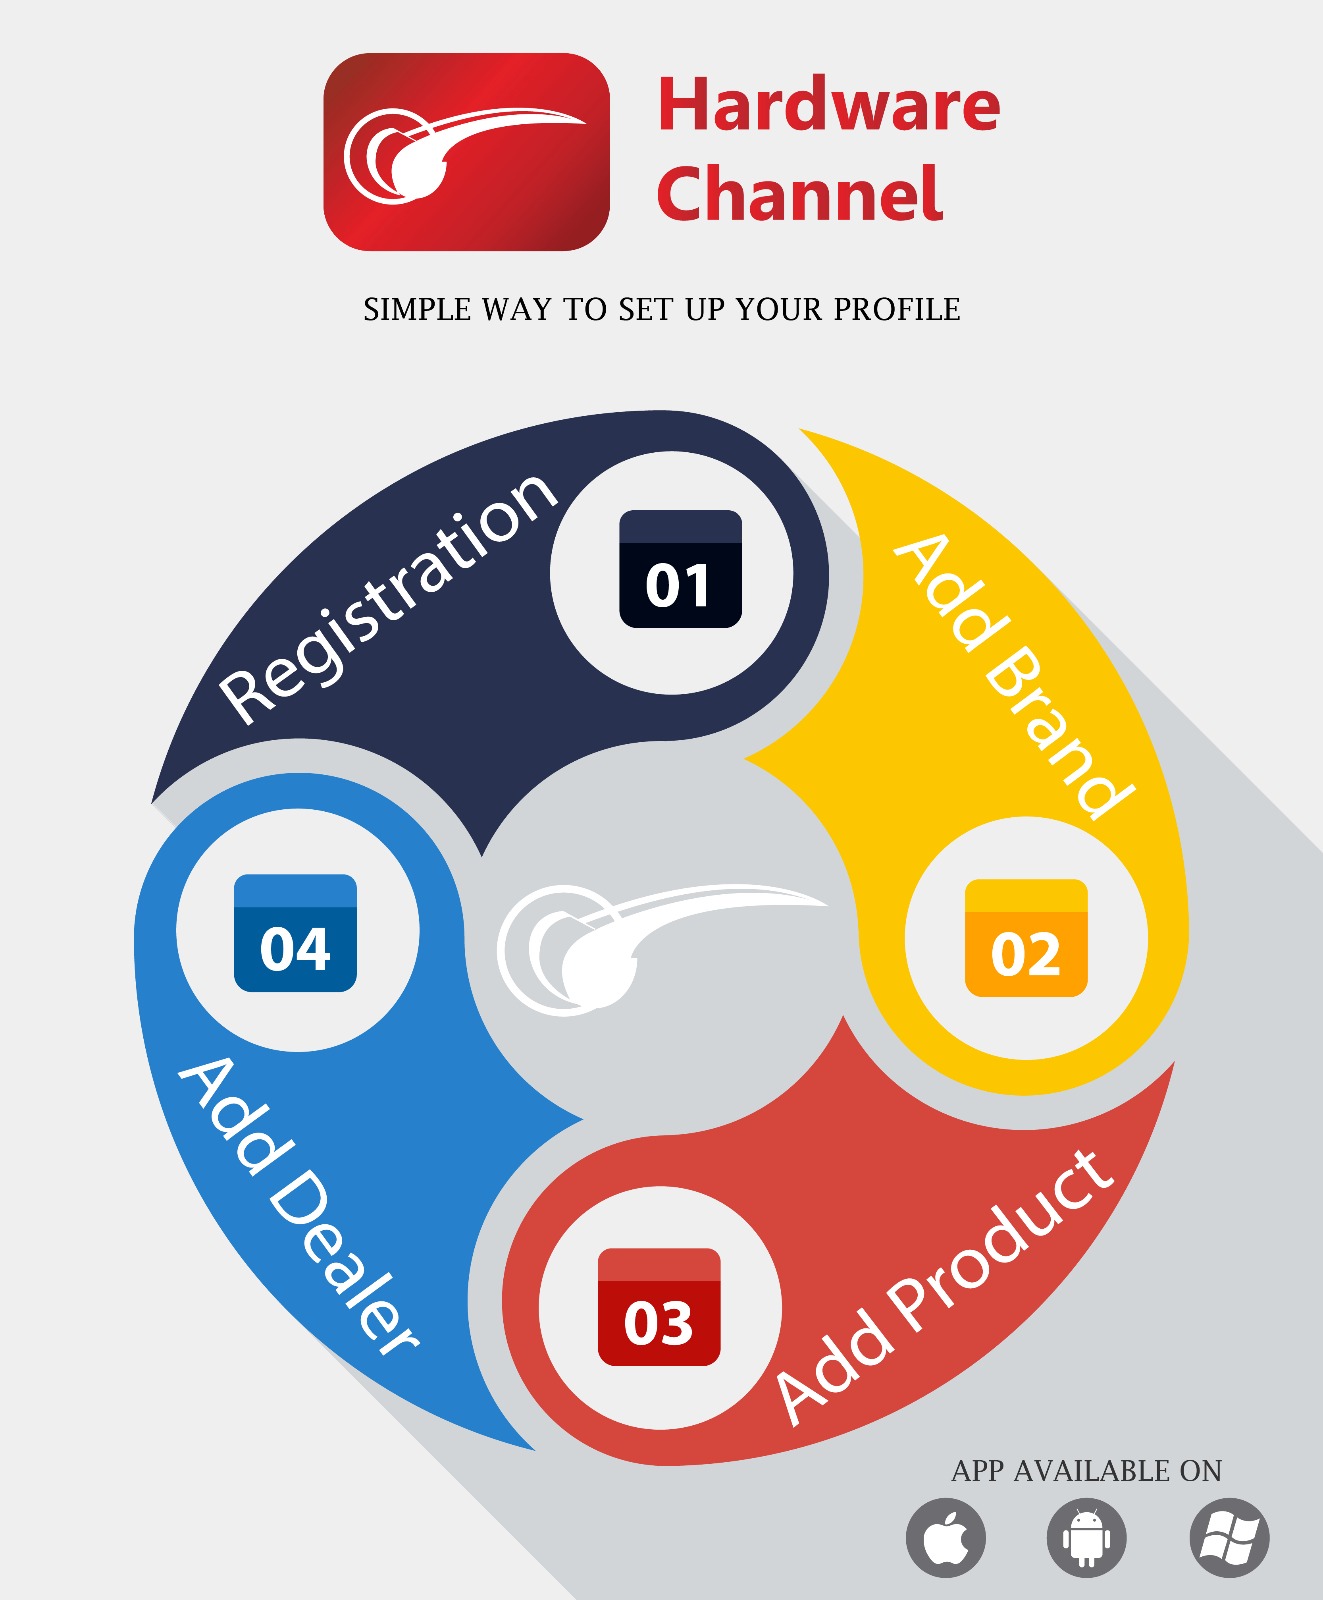 Hardware
Channel
SIMPLE WAY TO SET UP YOUR PROFILE
Registration
01
Add Brand
02
Add Product
03
Add Dealer
04
APP AVAILABLE ON